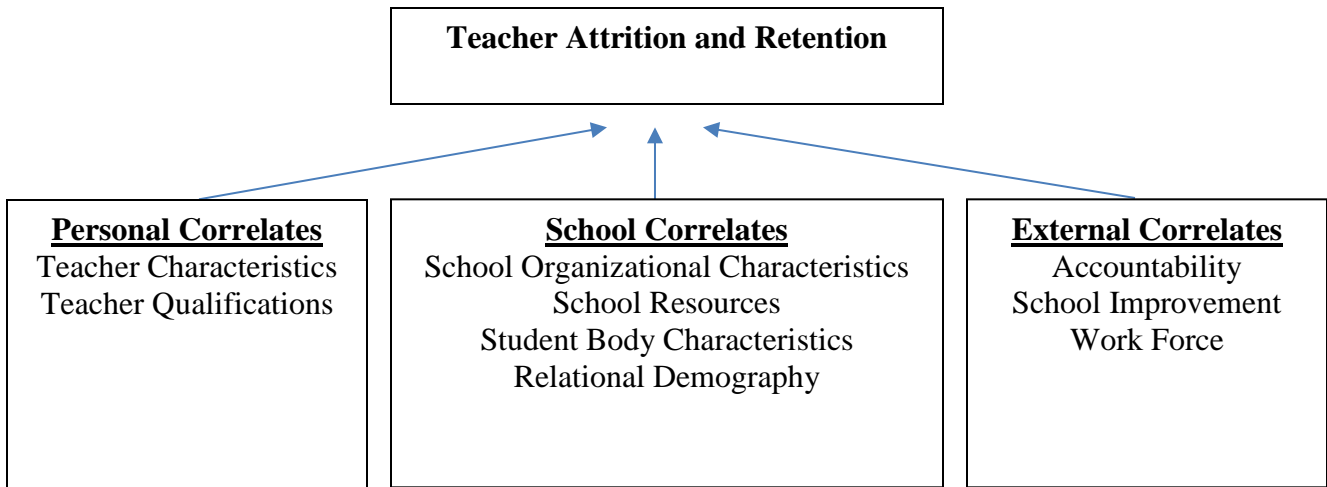 Teacher Attrition and Retention
Personal Correlates
Teacher Characteristics
Teacher Qualifications
School Correlates
School Organizational Characteristics
School Resources
Student Body Characteristics
Relational Demography
External Correlates
Accountability
School Improvement
Work Force